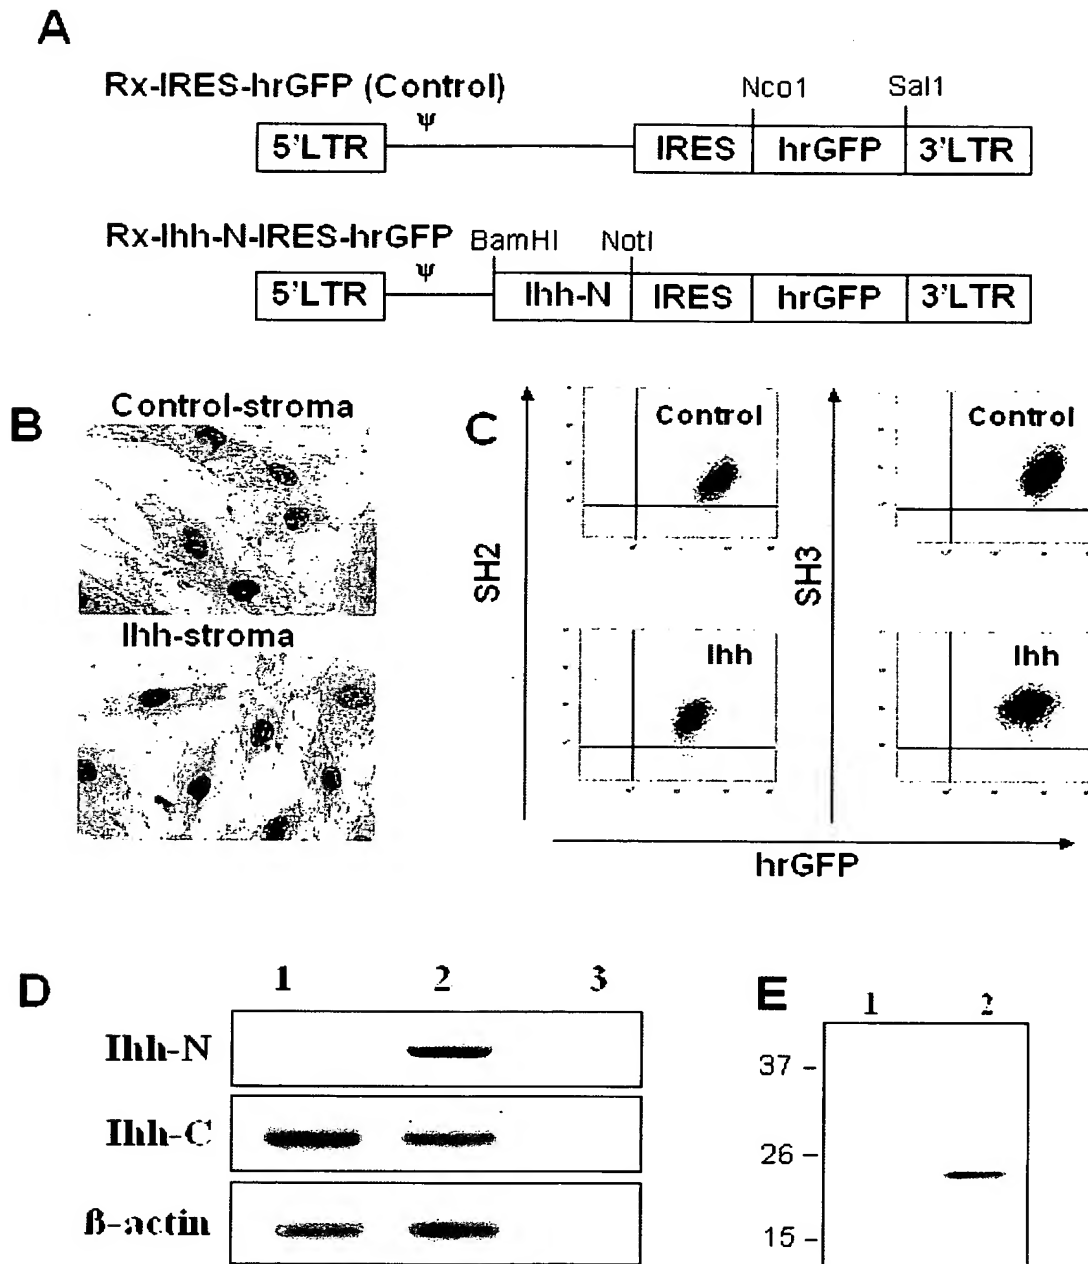 A
Rx-IRES-hrGFP (Control)
Nco1 Sal1
ψ
5'LTR IRES hrGFP 3'LTR
Rx-Ihh-N-IRES-hrGFP
BamHI NotI
ψ
5'LTR Ihh-N IRES hrGFP 3'LTR
B
Control-stroma
Ihh-stroma
C
Control Control
SH2 SH3
Ihh Ihh
hrGFP
D
1 2 3
Ihh-N
Ihh-C
ß-actin
E
1 2
37 –
26 –
15 –